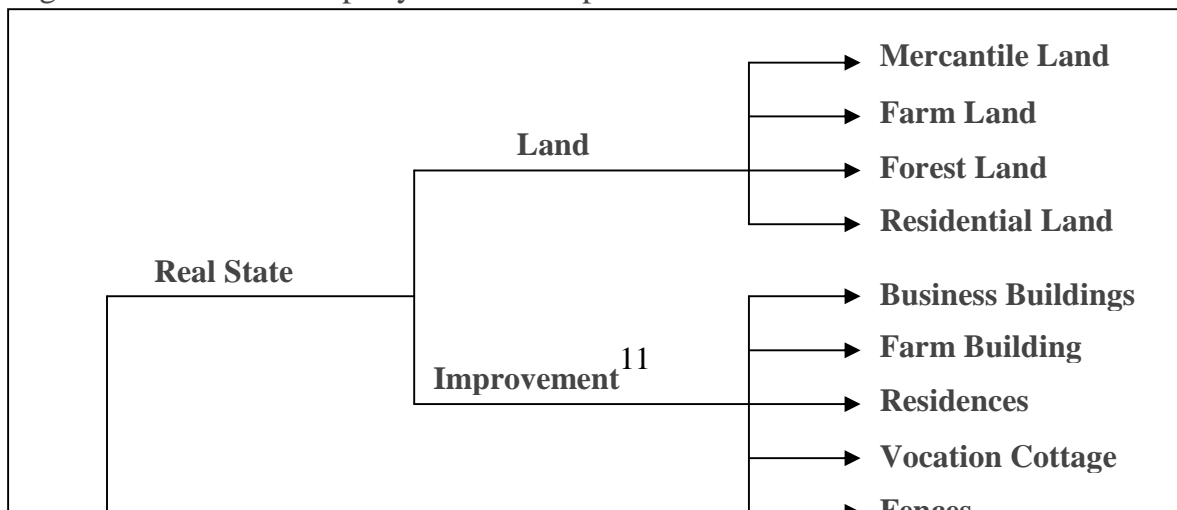 Mercantile Land
Farm Land
Land
Forest Land
Residential Land
Real State
Business Buildings
Farm Building
Improvement11
Residences
Vocation Cottage
Fences